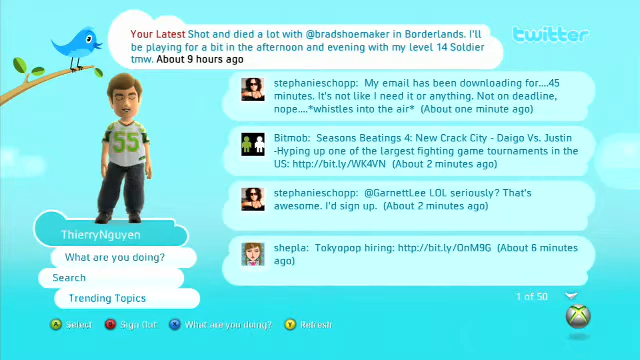 Your Latest Shot and died a lot with @bradshoemaker in Borderlands. I'll
be playing for a bit in the afternoon and evening with my level 14 Soldier
tmw. About 9 hours ago
twitter
stephanieschopp: My email has been downloading for....45
minutes. It's not like I need it or anything. Not on deadline,
nope....*whistles into the air* (About one minute ago)
55
Bitmob: Seasons Beatings 4: New Crack City - Daigo Vs. Justin
-Hyping up one of the largest fighting game tournaments in the
US: http://bit.ly/WK4VN (About 2 minutes ago)
stephanieschopp: @GarnettLee LOL seriously? That's
awesome. I'd sign up. (About 2 minutes ago)
ThierryNguyen
What are you doing?
Search
Trending Topics
shepla: Tokyopop hiring: http://bit.ly/OnM9G (About 6 minutes
ago)
1 of 50
A Select
B Sign Out
X What are you doing?
Y Refresh